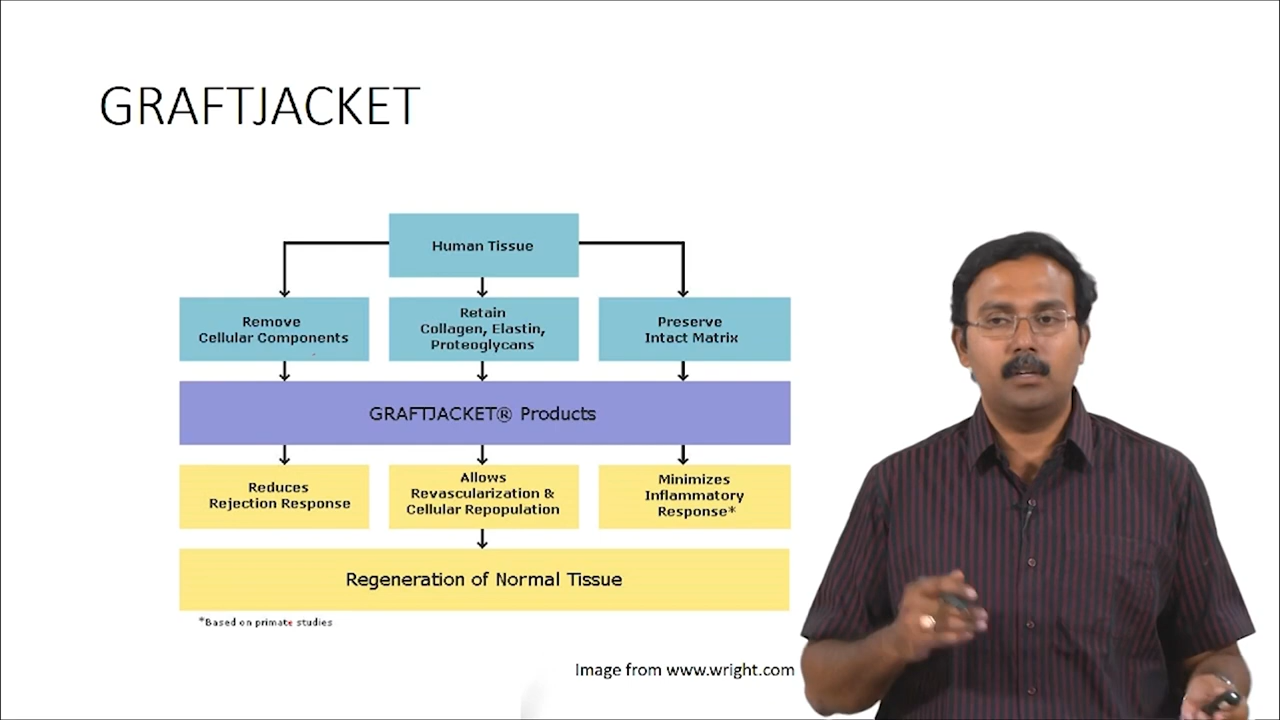 GRAFTJACKET
Human Tissue
Remove
Cellular Components
Retain
Collagen, Elastin,
Proteoglycans
Preserve
Intact Matrix
GRAFTJACKET® Products
Reduces
Rejection Response
Allows
Revascularization &
Cellular Repopulation
Minimizes
Inflammatory
Response*
Regeneration of Normal Tissue
*Based on primate studies
Image from www.wright.com